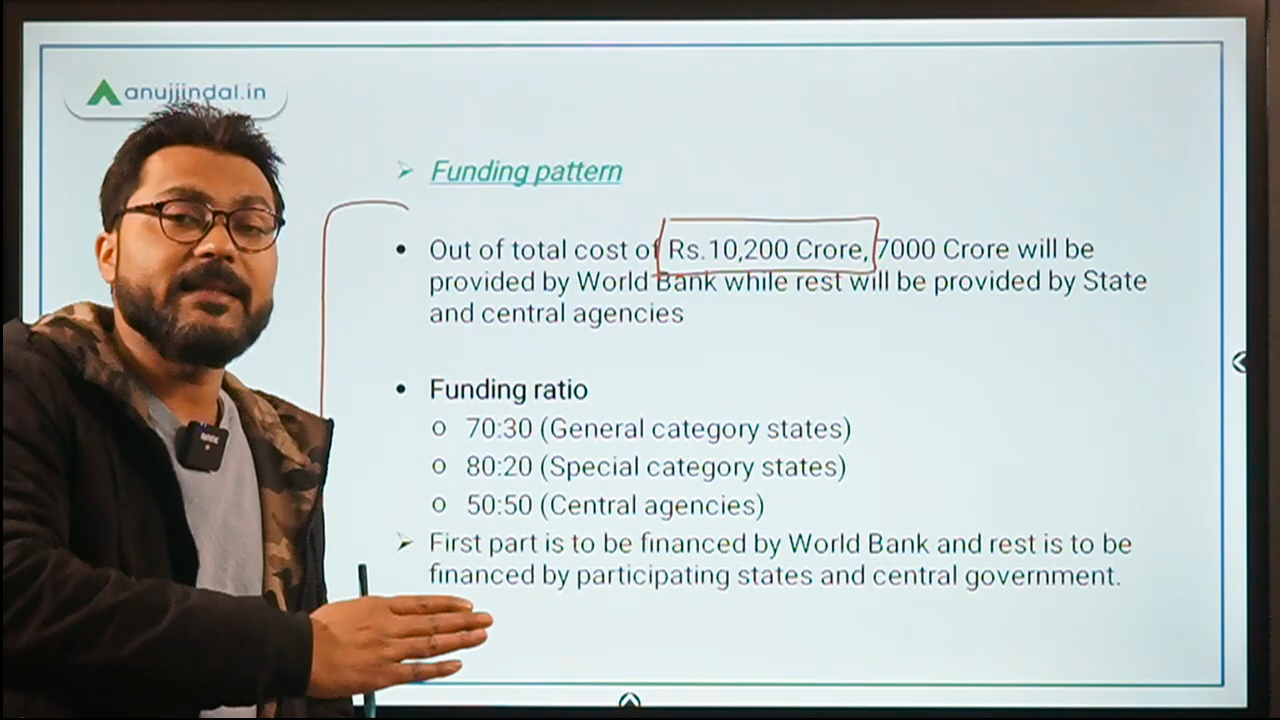 anujjindal.in
Funding pattern
Out of total cost of Rs.10,200 Crore, 7000 Crore will be
provided by World Bank while rest will be provided by State
and central agencies
Funding ratio
70:30 (General category states)
80:20 (Special category states)
50:50 (Central agencies)
First part is to be financed by World Bank and rest is to be
financed by participating states and central government.